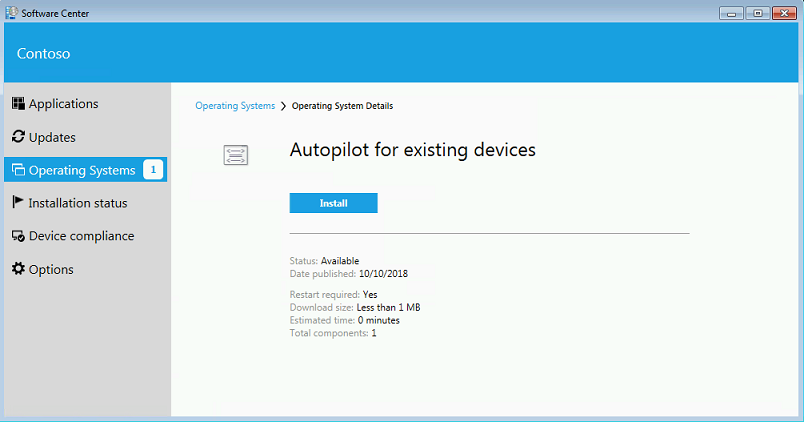 Software Center
Contoso
Applications
Updates
Operating Systems 1
Installation status
Device compliance
Options
Operating Systems > Operating System Details
Autopilot for existing devices
Install
Status: Available
Date published: 10/10/2018
Restart required: Yes
Download size: Less than 1 MB
Estimated time: 0 minutes
Total components: 1